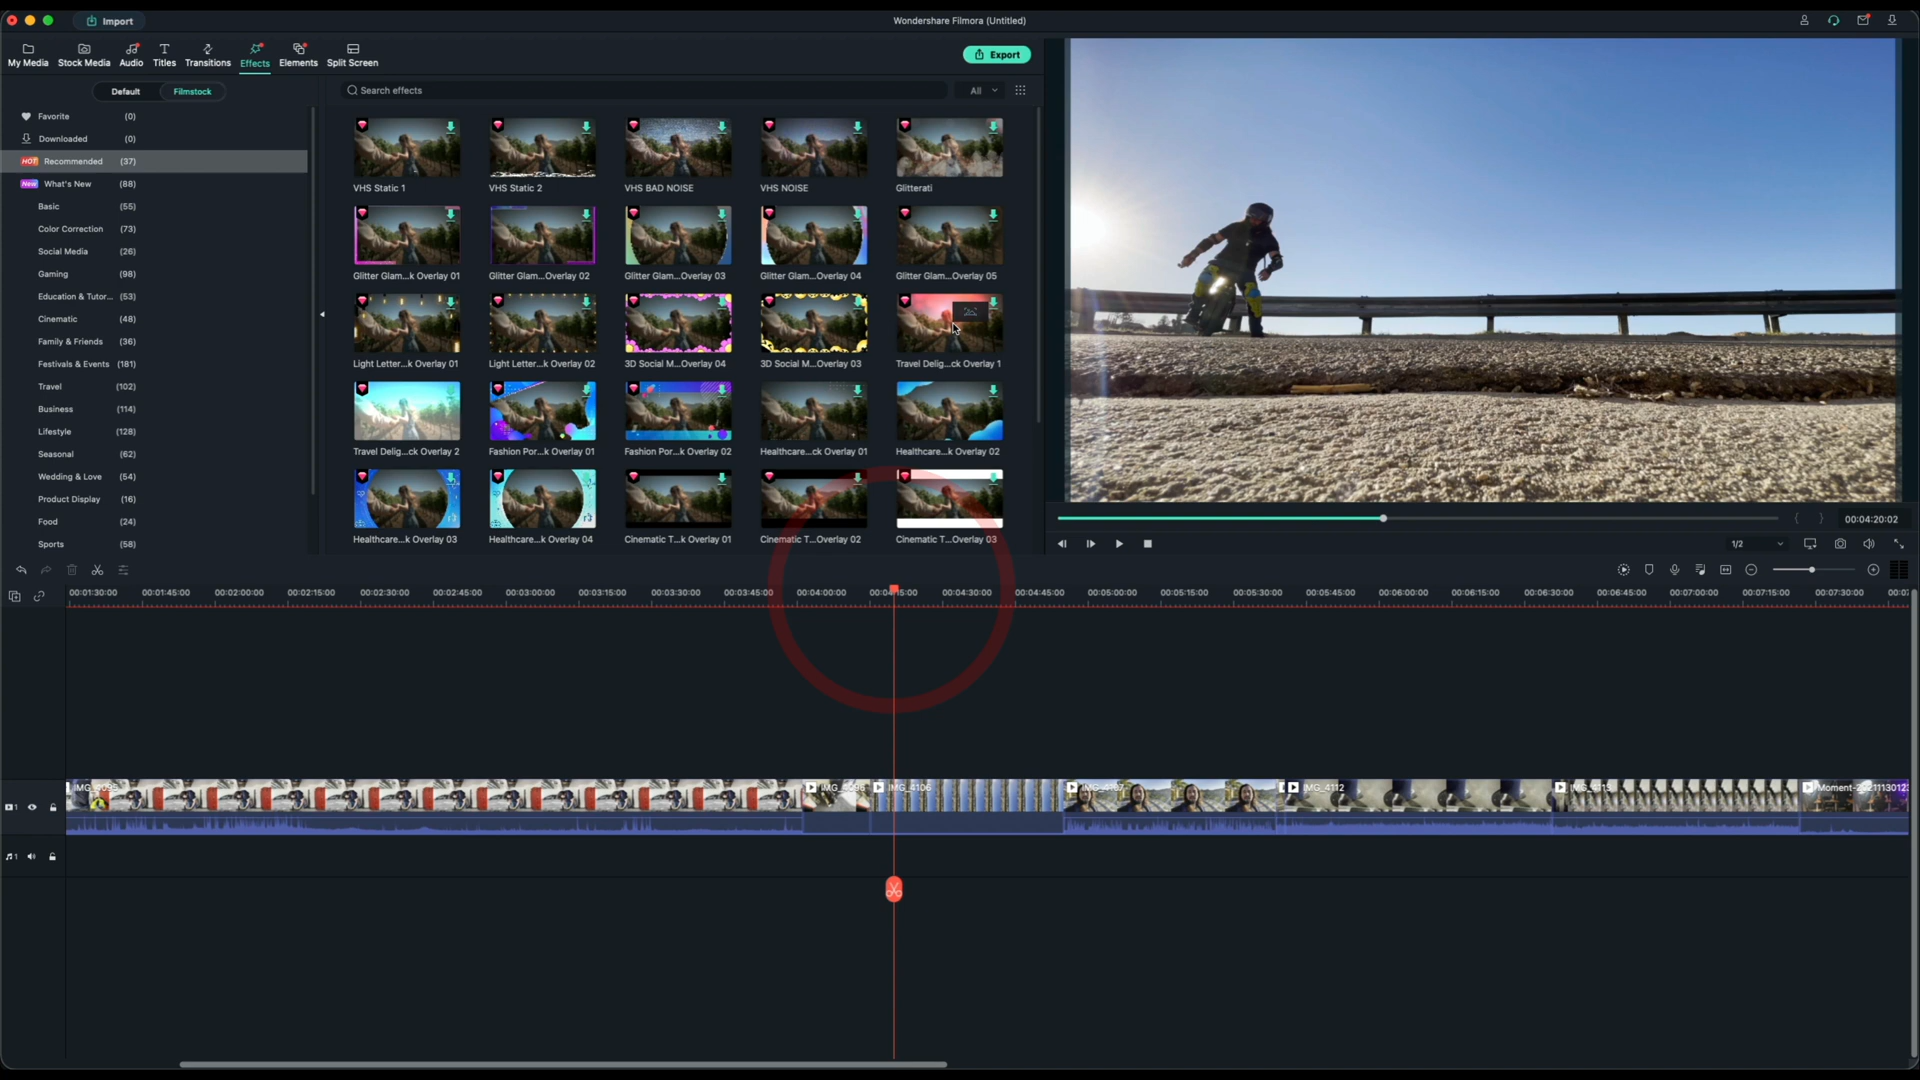 Import
Wondershare Filmora (Untitled)
My Media
Stock Media
Audio
Titles
Transitions
Effects
Elements
Split Screen
Export
Default
Filmstock
Search effects
All
Favorite (0)
Downloaded (0)
HOT Recommended (37)
New What's New (88)
Basic (55)
Color Correction (73)
Social Media (26)
Gaming (98)
Education & Tutor... (53)
Cinematic (48)
Family & Friends (36)
Festivals & Events (181)
Travel (102)
Business (114)
Lifestyle (128)
Seasonal (62)
Wedding & Love (54)
Product Display (16)
Food (24)
Sports (58)
VHS Static 1
VHS Static 2
VHS BAD NOISE
VHS NOISE
Glitterati
Glitter Glam...k Overlay 01
Glitter Glam...Overlay 02
Glitter Glam...Overlay 03
Glitter Glam...Overlay 04
Glitter Glam...Overlay 05
Light Letter...k Overlay 01
Light Letter...k Overlay 02
3D Social M...Overlay 04
3D Social M...Overlay 03
Travel Delig...ck Overlay 1
Travel Delig...ck Overlay 2
Fashion Por...k Overlay 01
Fashion Por...k Overlay 02
Healthcare...ck Overlay 01
Healthcare...k Overlay 02
Healthcare...k Overlay 03
Healthcare...k Overlay 04
Cinematic T...k Overlay 01
Cinematic T...Overlay 02
Cinematic T...Overlay 03
00:04:20:02
1/2
00:01:30:00
00:01:45:00
00:02:00:00
00:02:15:00
00:02:30:00
00:02:45:00
00:03:00:00
00:03:15:00
00:03:30:00
00:03:45:00
00:04:00:00
00:04:15:00
00:04:30:00
00:04:45:00
00:05:00:00
00:05:15:00
00:05:30:00
00:05:45:00
00:06:00:00
00:06:15:00
00:06:30:00
00:06:45:00
00:07:00:00
00:07:15:00
00:07:30:00
1
IMG_4095
IMG_4096
IMG_4106
IMG_4107
IMG_4112
IMG_4113
1